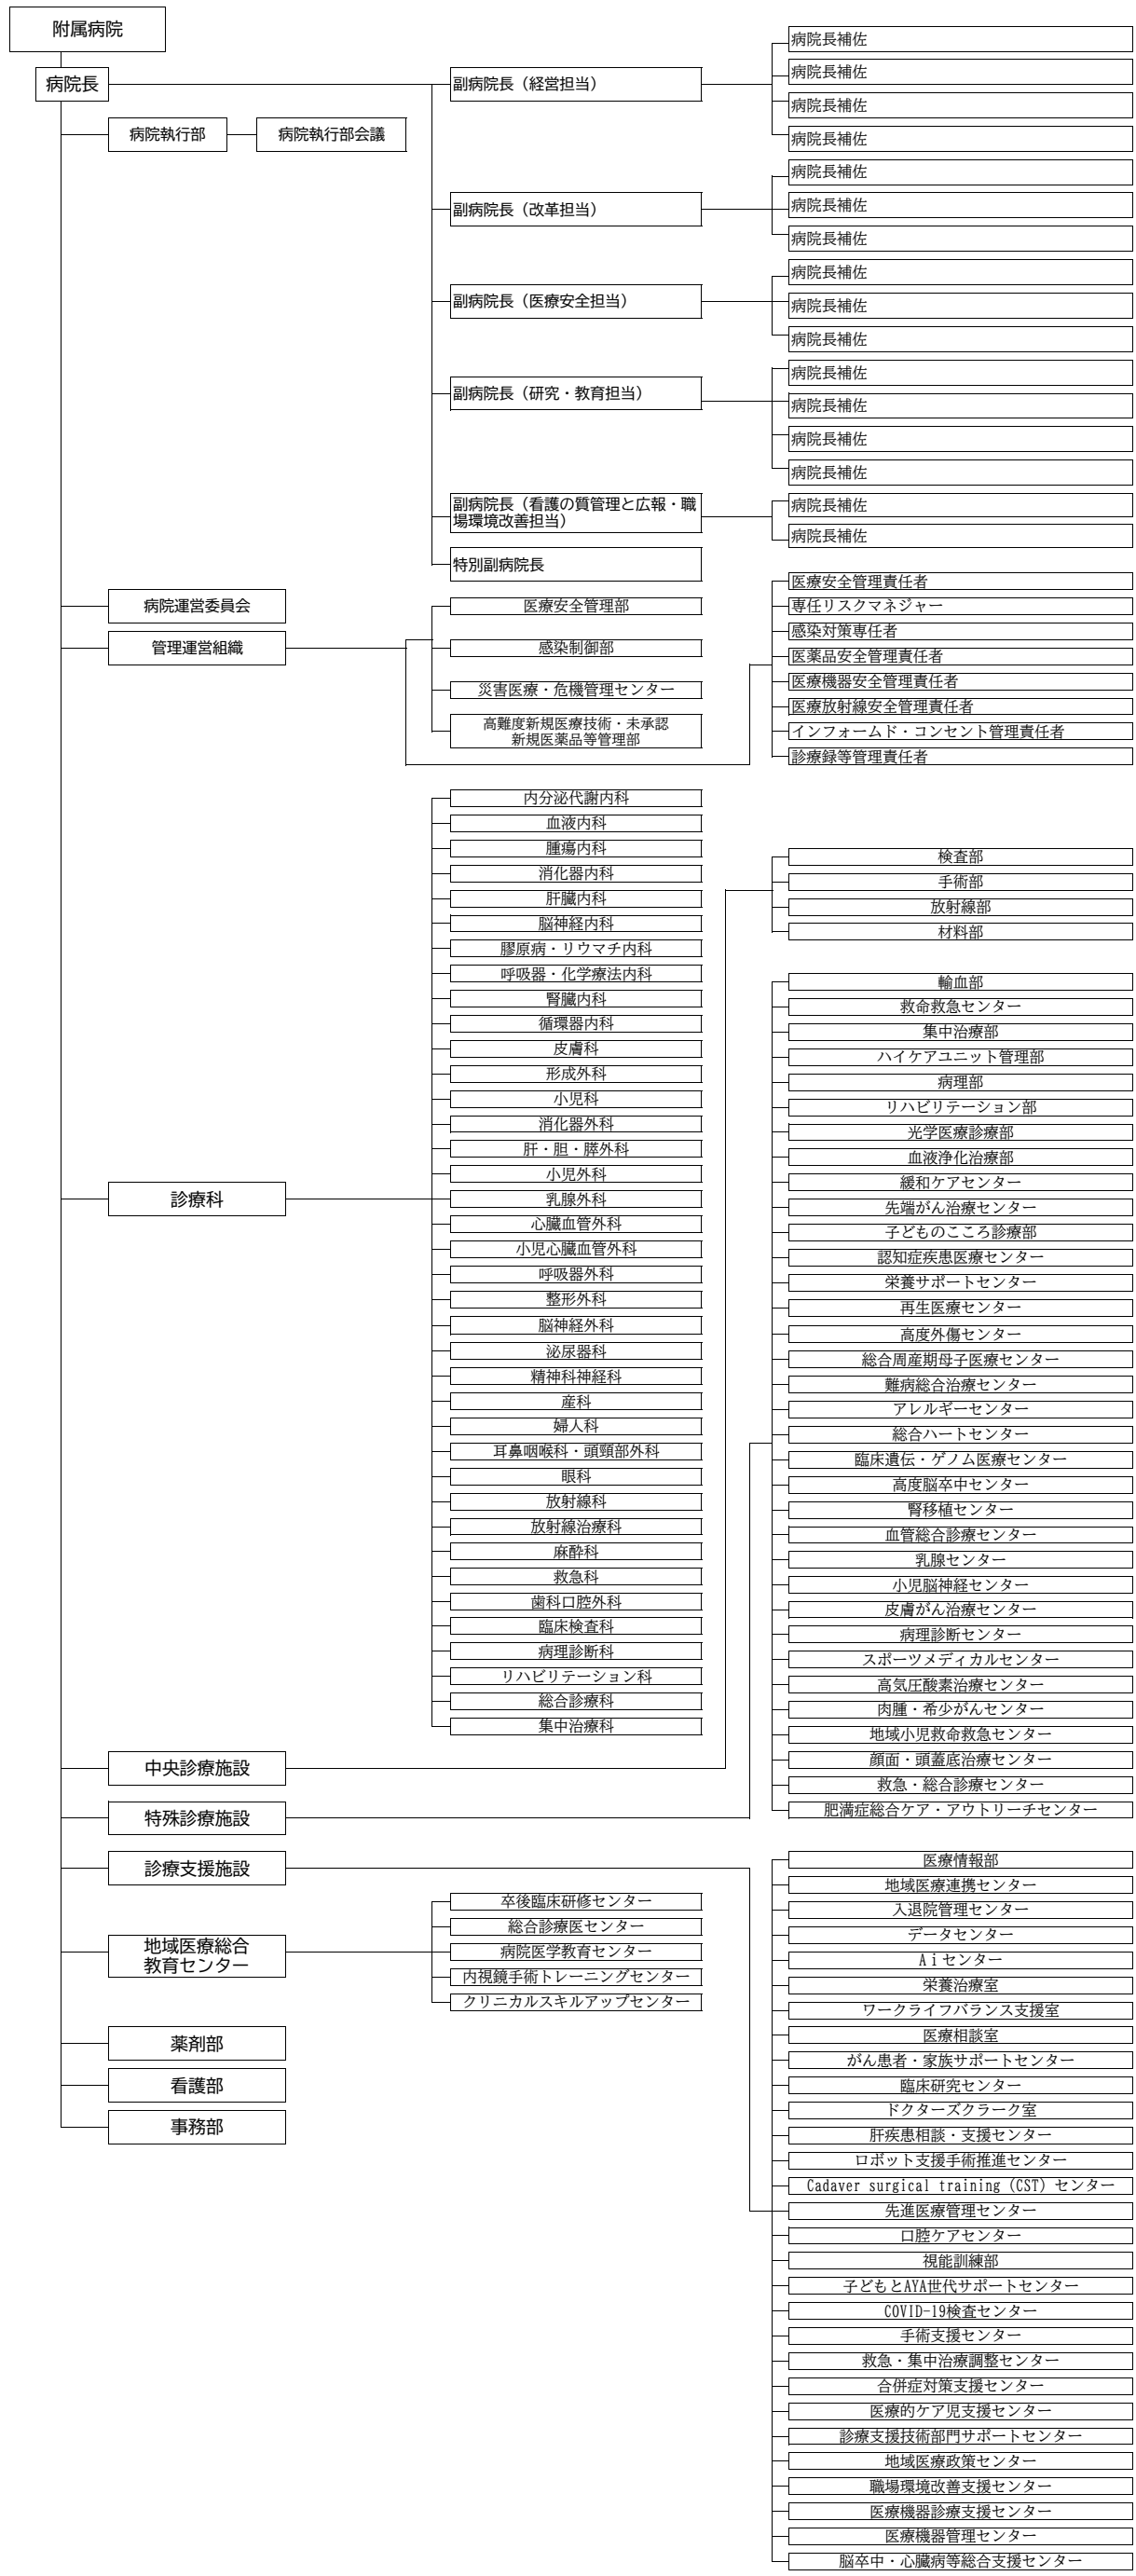 附属病院
病院長
病院執行部
病院執行部会議
副病院長（経営担当）
病院長補佐
病院長補佐
病院長補佐
病院長補佐
副病院長（改革担当）
病院長補佐
病院長補佐
病院長補佐
副病院長（医療安全担当）
病院長補佐
病院長補佐
病院長補佐
副病院長（研究・教育担当）
病院長補佐
病院長補佐
病院長補佐
病院長補佐
副病院長（看護の質管理と広報・職
場環境改善担当）
病院長補佐
病院長補佐
特別副病院長
病院運営委員会
管理運営組織
医療安全管理部
感染制御部
災害医療・危機管理センター
高難度新規医療技術・未承認
新規医薬品等管理部
医療安全管理責任者
専任リスクマネジャー
感染対策専任者
医薬品安全管理責任者
医療機器安全管理責任者
医療放射線安全管理責任者
インフォームド・コンセント管理責任者
診療録等管理責任者
診療科
内分泌代謝内科
血液内科
腫瘍内科
消化器内科
肝臓内科
脳神経内科
膠原病・リウマチ内科
呼吸器・化学療法内科
腎臓内科
循環器内科
皮膚科
形成外科
小児科
消化器外科
肝・胆・膵外科
小児外科
乳腺外科
心臓血管外科
小児心臓血管外科
呼吸器外科
整形外科
脳神経外科
泌尿器科
精神科神経科
産科
婦人科
耳鼻咽喉科・頭頸部外科
眼科
放射線科
放射線治療科
麻酔科
救急科
歯科口腔外科
臨床検査科
病理診断科
リハビリテーション科
総合診療科
集中治療科
中央診療施設
検査部
手術部
放射線部
材料部
特殊診療施設
輸血部
救命救急センター
集中治療部
ハイケアユニット管理部
病理部
リハビリテーション部
光学医療診療部
血液浄化治療部
緩和ケアセンター
先端がん治療センター
子どものこころ診療部
認知症疾患医療センター
栄養サポートセンター
再生医療センター
高度外傷センター
総合周産期母子医療センター
難病総合治療センター
アレルギーセンター
総合ハートセンター
臨床遺伝・ゲノム医療センター
高度脳卒中センター
腎移植センター
血管総合診療センター
乳腺センター
小児脳神経センター
皮膚がん治療センター
病理診断センター
スポーツメディカルセンター
高気圧酸素治療センター
肉腫・希少がんセンター
地域小児救命救急センター
顔面・頭蓋底治療センター
救急・総合診療センター
肥満症総合ケア・アウトリーチセンター
診療支援施設
医療情報部
地域医療連携センター
入退院管理センター
データセンター
Ａｉセンター
栄養治療室
ワークライフバランス支援室
医療相談室
がん患者・家族サポートセンター
臨床研究センター
ドクターズクラーク室
肝疾患相談・支援センター
ロボット支援手術推進センター
Cadaver surgical training（CST）センター
先進医療管理センター
口腔ケアセンター
視能訓練部
子どもとAYA世代サポートセンター
COVID-19検査センター
手術支援センター
救急・集中治療調整センター
合併症対策支援センター
医療的ケア児支援センター
診療支援技術部門サポートセンター
地域医療政策センター
職場環境改善支援センター
医療機器診療支援センター
医療機器管理センター
脳卒中・心臓病等総合支援センター
地域医療総合
教育センター
卒後臨床研修センター
総合診療医センター
病院医学教育センター
内視鏡手術トレーニングセンター
クリニカルスキルアップセンター
薬剤部
看護部
事務部